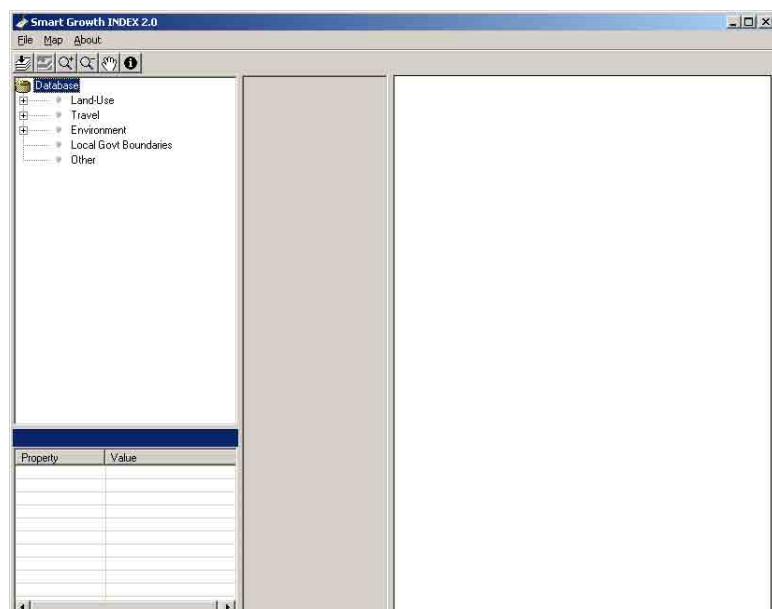 Smart Growth INDEX 2.0
File Map About
Database
Land-Use
Travel
Environment
Local Govt Boundaries
Other
Property Value